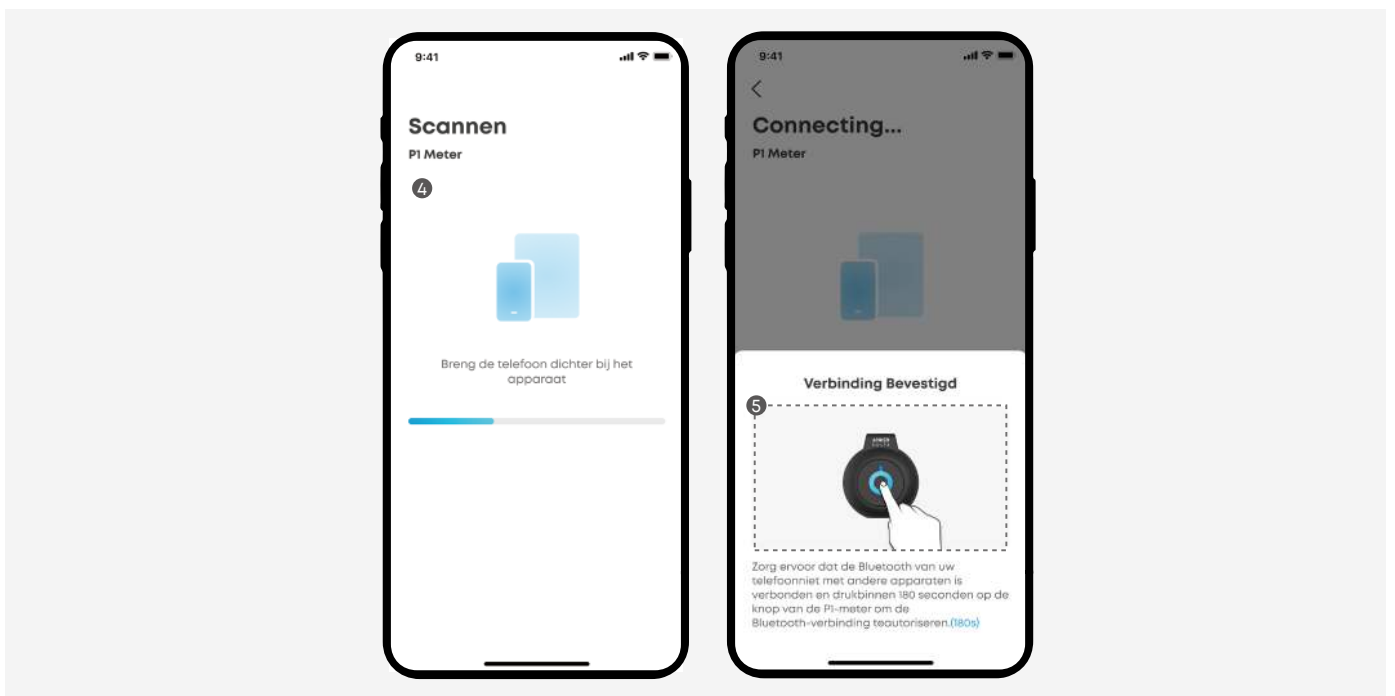 9:41
Scannen
P1 Meter
4
Breng de telefoon dichter bij het
apparaat
9:41
Connecting...
P1 Meter
Verbinding Bevestigd
5
ANKER
SOLIX
Zorg ervoor dat de Bluetooth van uw
telefoonniet met andere apparaten is
verbonden en drukbinnen 180 seconden op de
knop van de P1-meter om de
Bluetooth-verbinding teautoriseren.(180s)